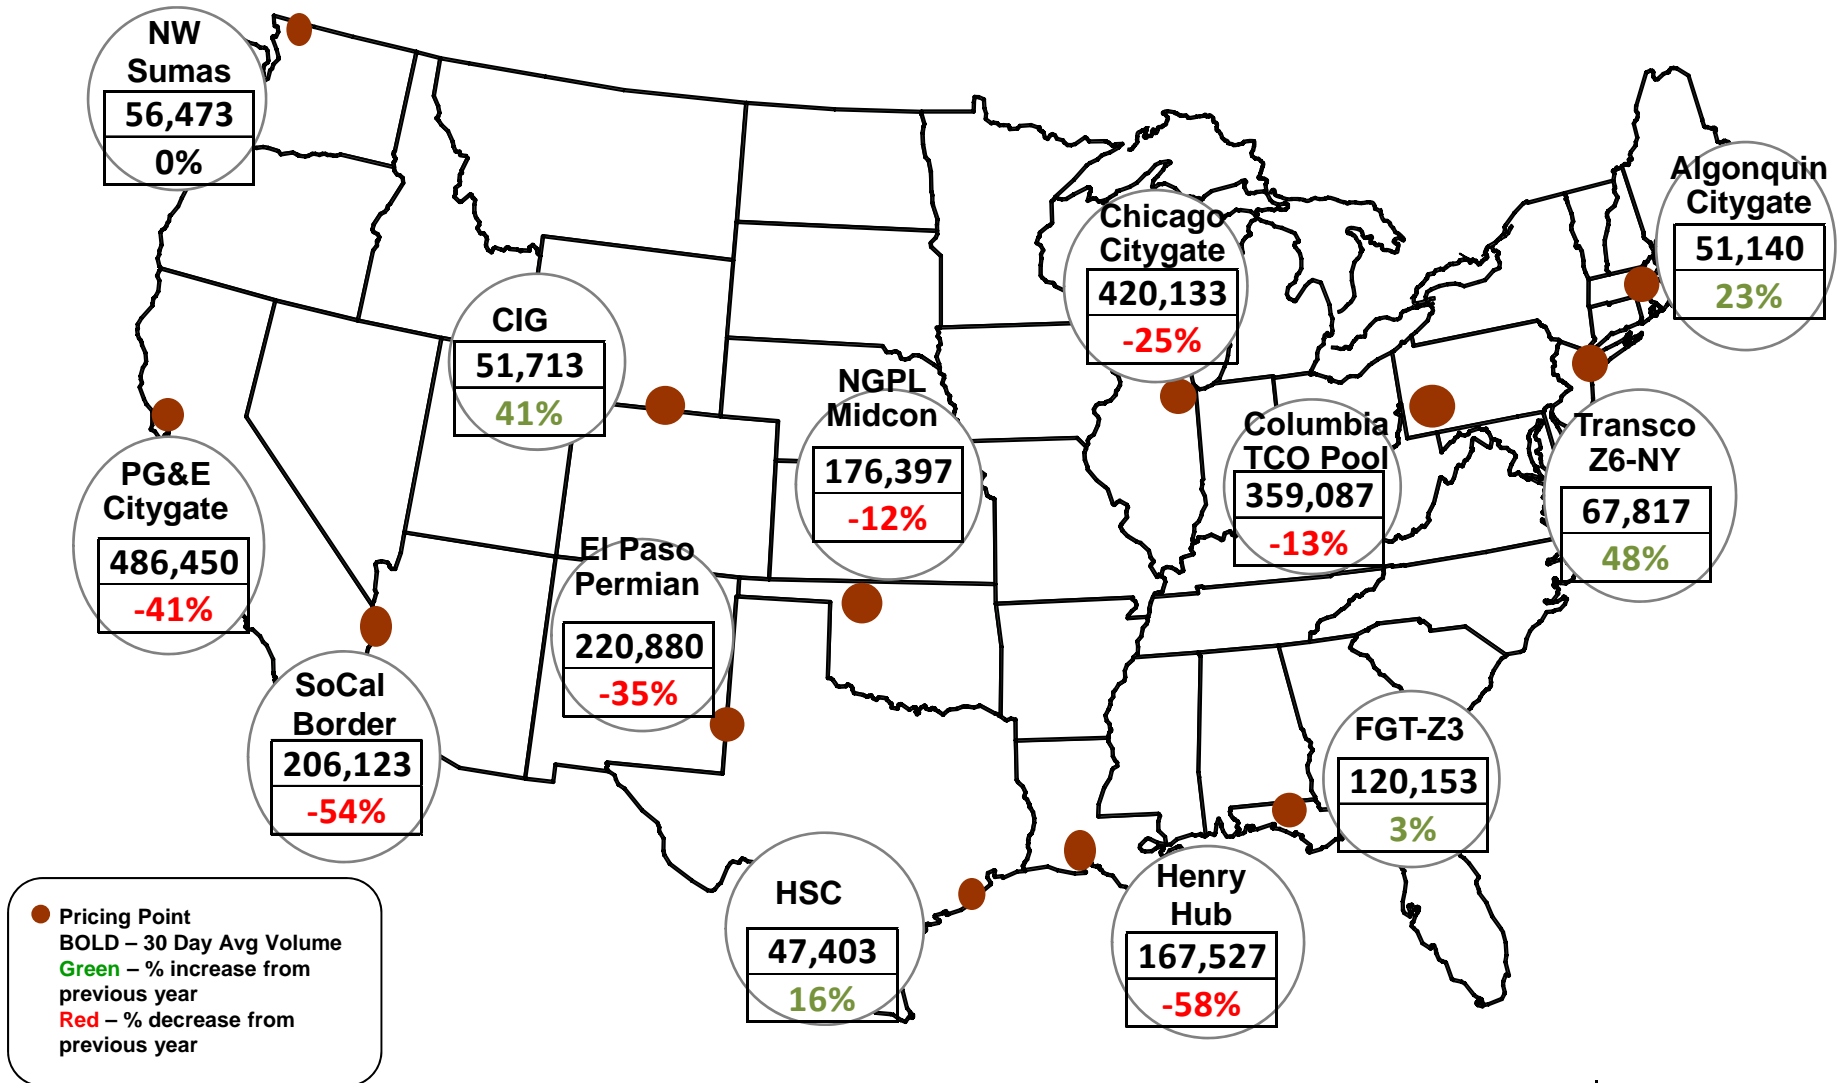 NW
Sumas
56,473
0%
Algonquin
Citygate
51,140
23%
Chicago
Citygate
420,133
-25%
CIG
51,713
41%
NGPL
Midcon
176,397
-12%
Columbia
TCO Pool
359,087
-13%
Transco
Z6-NY
67,817
48%
PG&E
Citygate
486,450
-41%
El Paso
Permian
220,880
-35%
SoCal
Border
206,123
-54%
FGT-Z3
120,153
3%
HSC
47,403
16%
Henry
Hub
167,527
-58%
Pricing Point
BOLD – 30 Day Avg Volume
Green – % increase from
previous year
Red – % decrease from
previous year